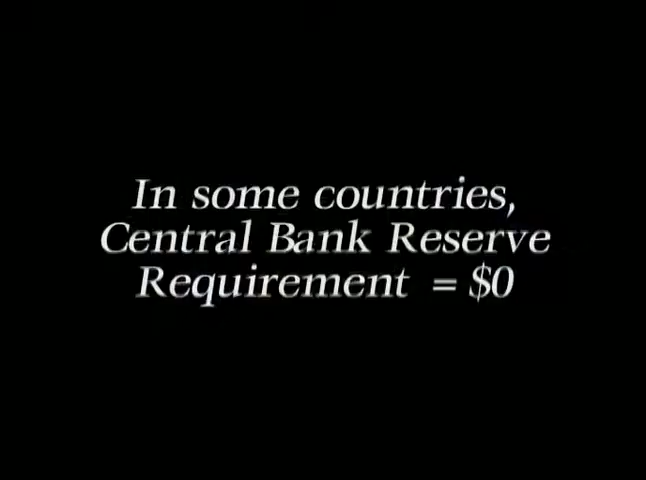 In some countries,
Central Bank Reserve
Requirement = $0